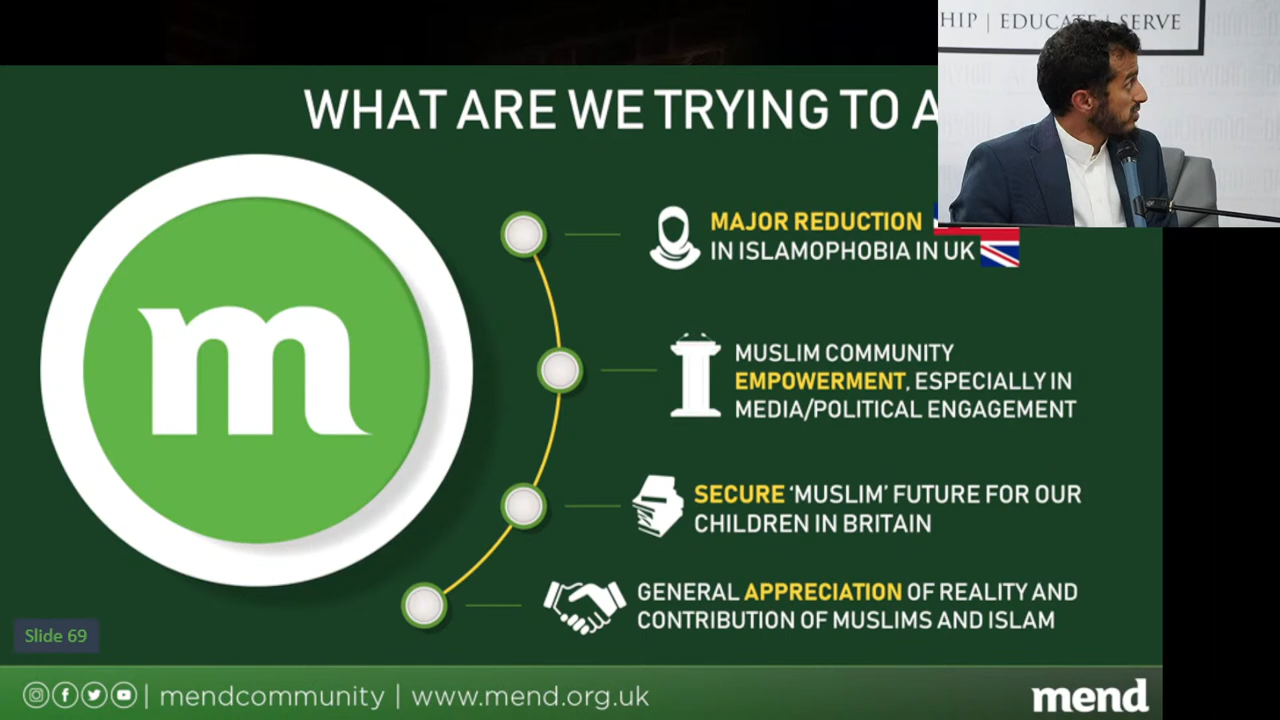 HIP | EDUCATE | SERVE
WHAT ARE WE TRYING TO A
m
MAJOR REDUCTION
IN ISLAMOPHOBIA IN UK
MUSLIM COMMUNITY
EMPOWERMENT, ESPECIALLY IN
MEDIA/POLITICAL ENGAGEMENT
SECURE ‘MUSLIM’ FUTURE FOR OUR
CHILDREN IN BRITAIN
GENERAL APPRECIATION OF REALITY AND
CONTRIBUTION OF MUSLIMS AND ISLAM
Slide 69
| mendcommunity | www.mend.org.uk
mend